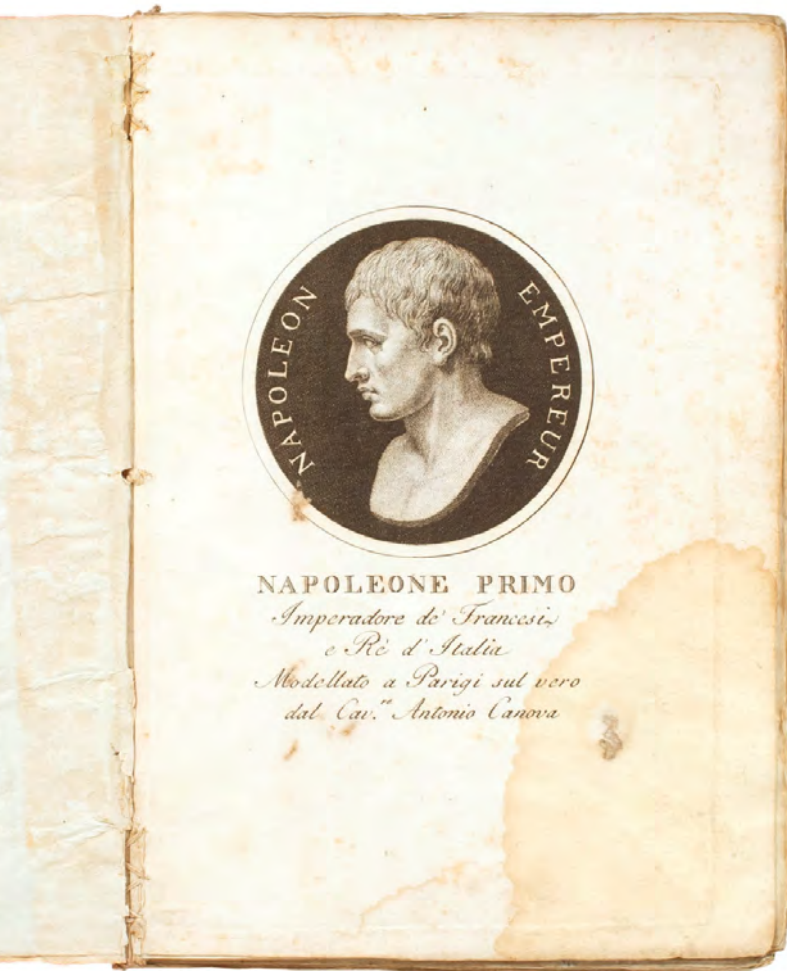 NAPOLEON EMPEREUR
NAPOLEONE PRIMO
Imperadore de' Francesi,
e Rè d' Italia
Modellato a Parigi sul vero
dal Cav.re Antonio Canova